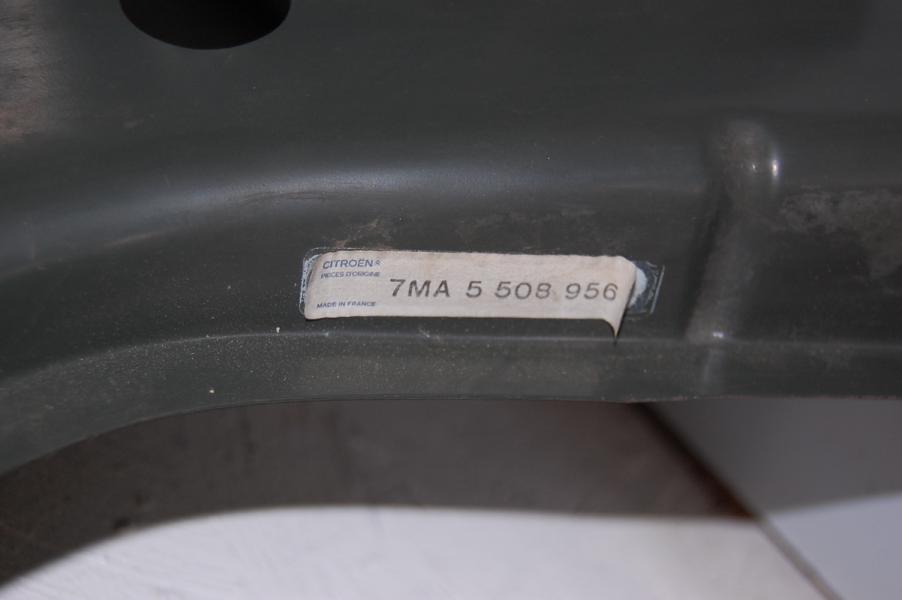 CITROËN®
PIECES D'ORIGINE
7MA 5 508 956
MADE IN FRANCE